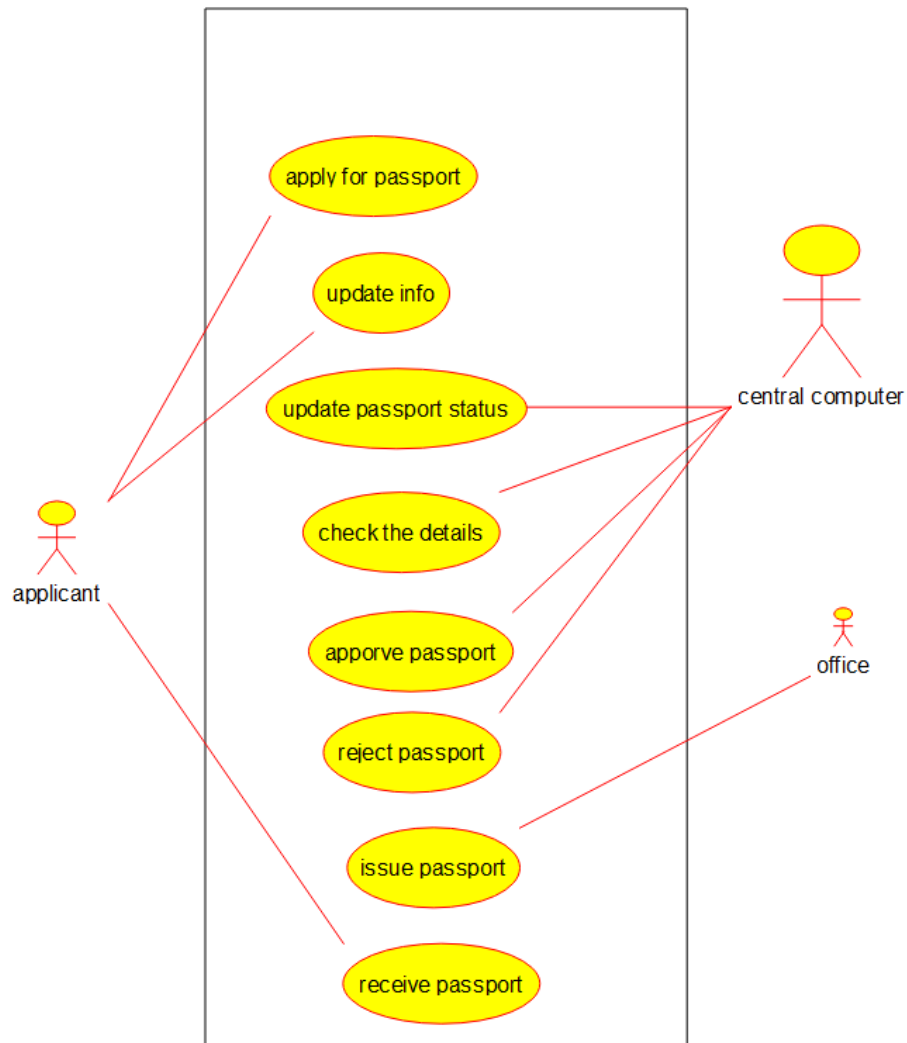 apply for passport
update info
update passport status
central computer
check the details
applicant
apporve passport
office
reject passport
issue passport
receive passport